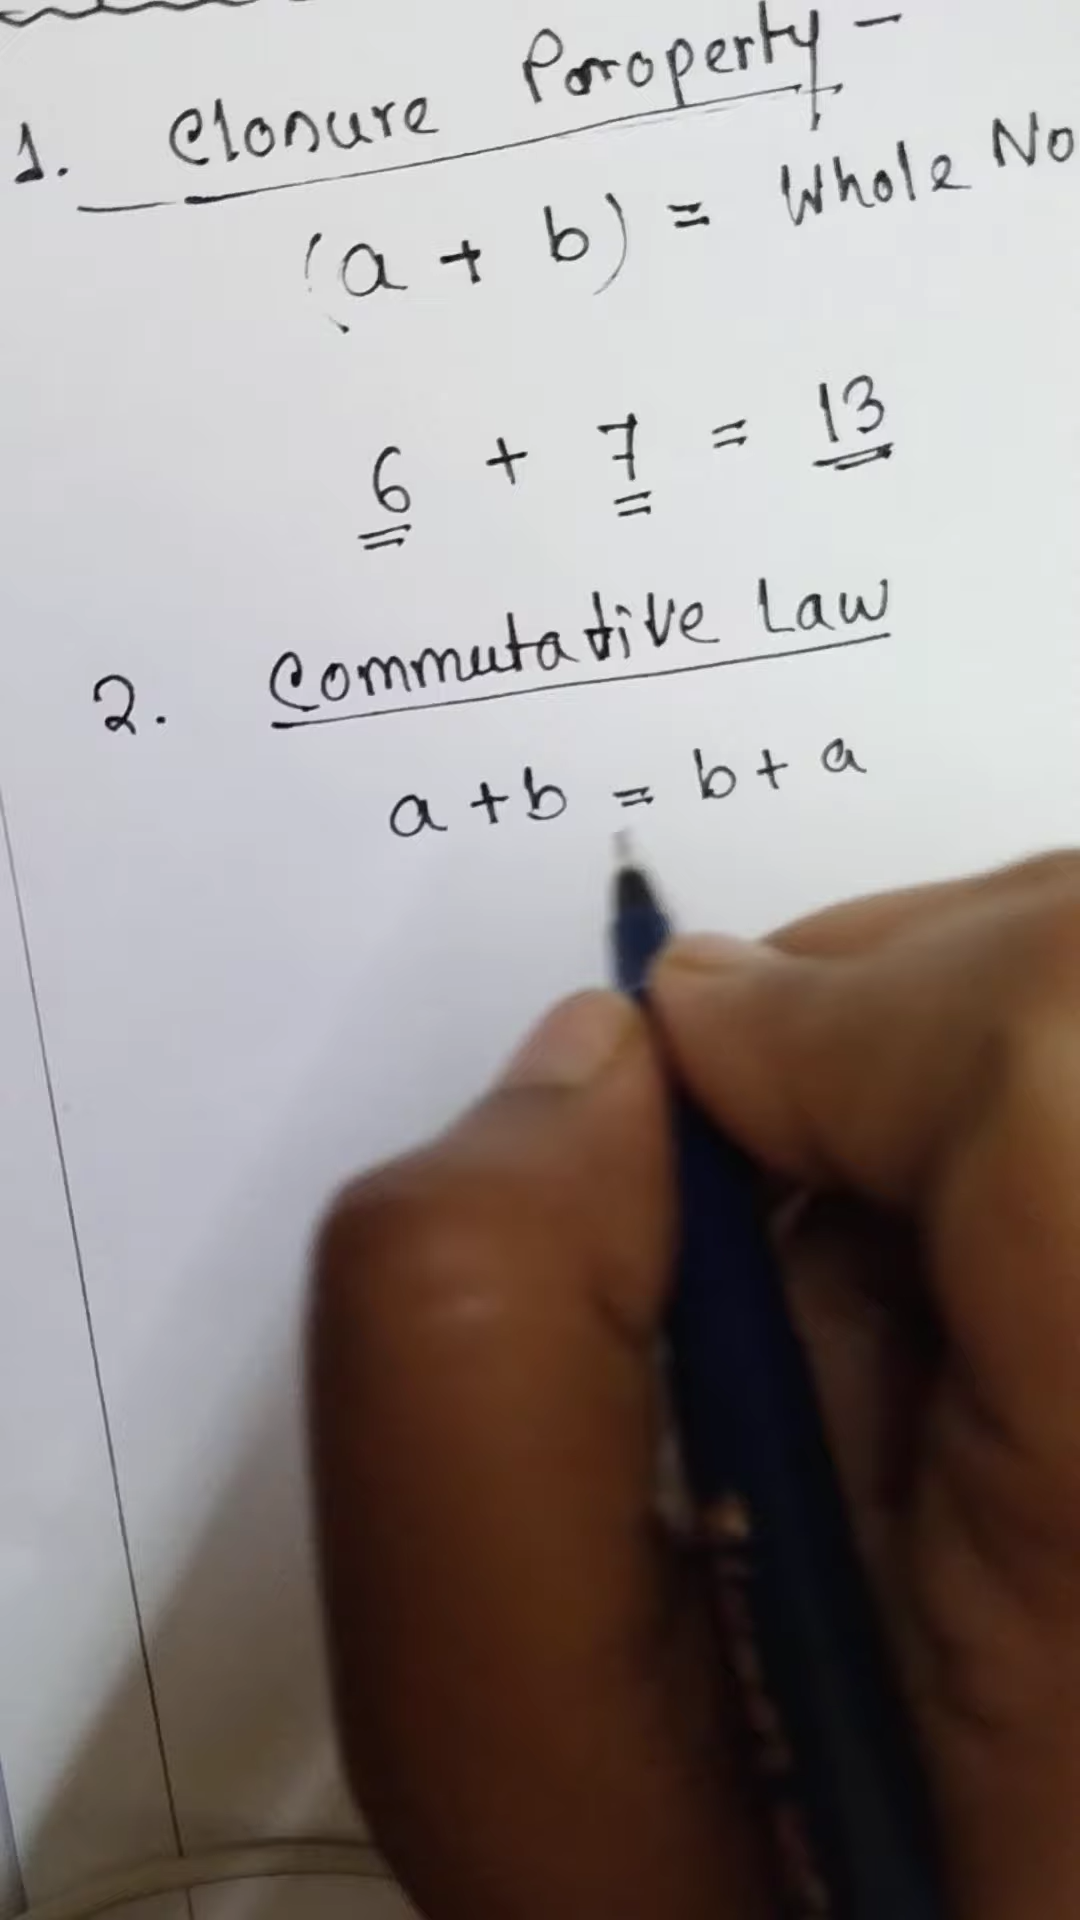 1. Closure Property -
(a + b) = Whole No
6 + 7 = 13
2. Commutative Law
a + b = b + a